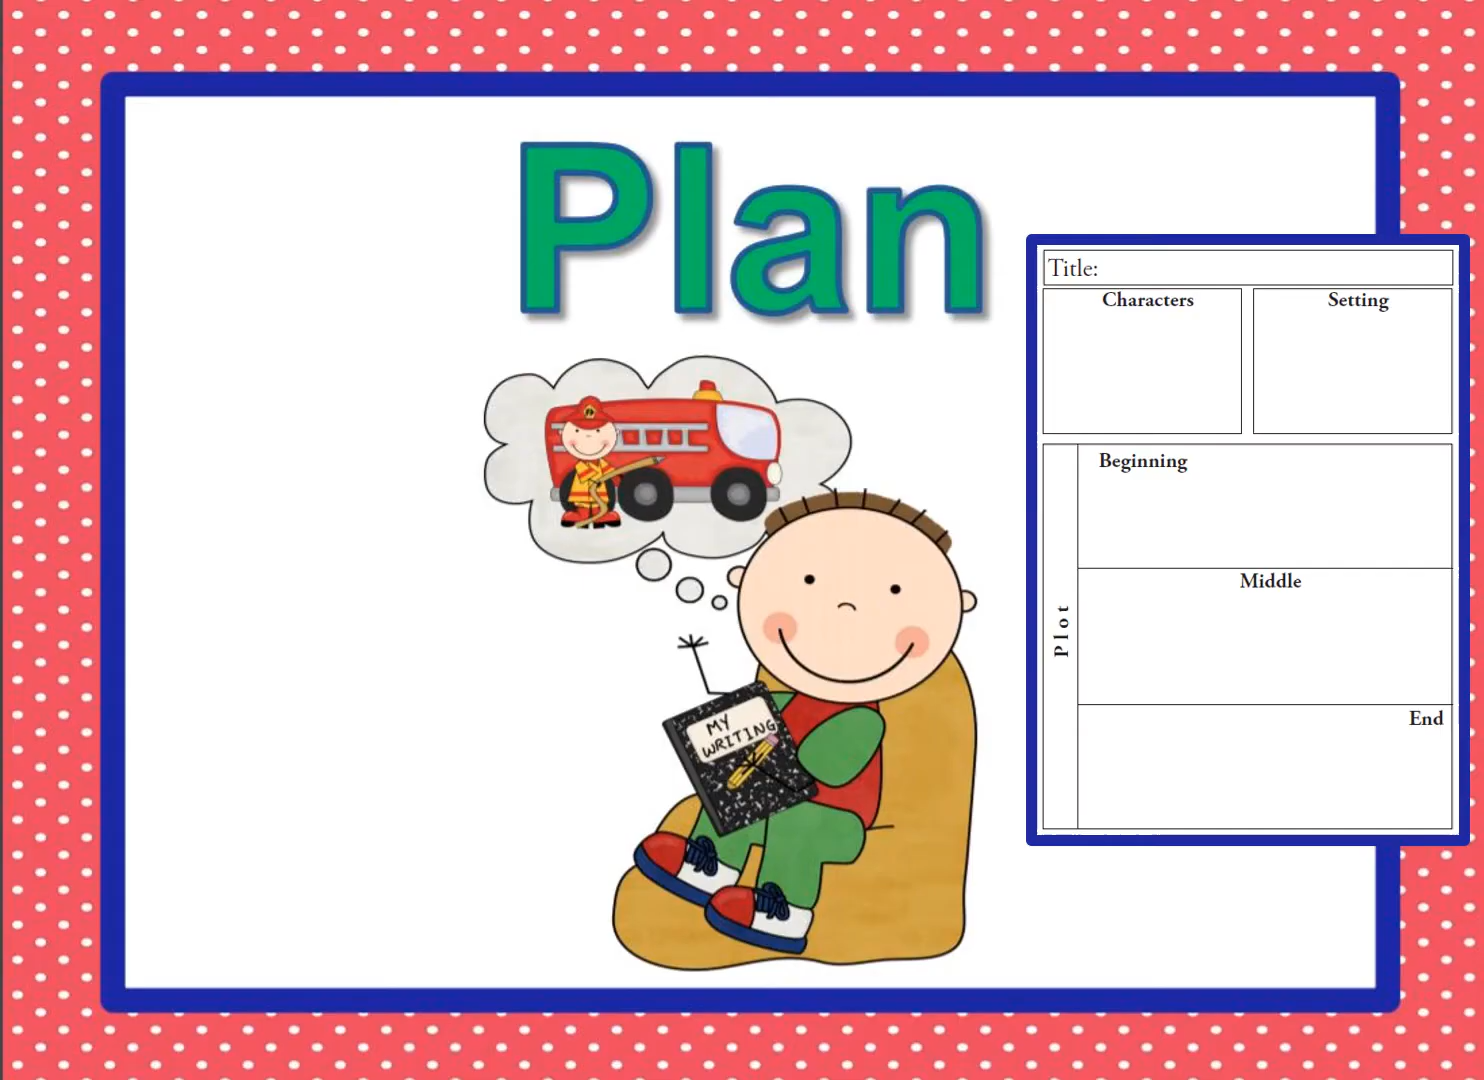 Plan
Title:
Characters
Setting
Plot
Beginning
Middle
End
MY
WRITING